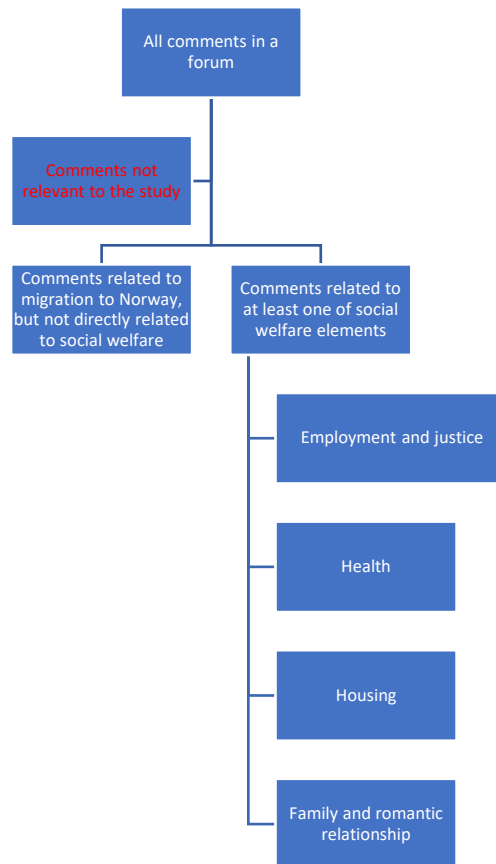 All comments in a
forum
Comments not
relevant to the study
Comments related to
migration to Norway,
but not directly related
to social welfare
Comments related to
at least one of social
welfare elements
Employment and justice
Health
Housing
Family and romantic
relationship